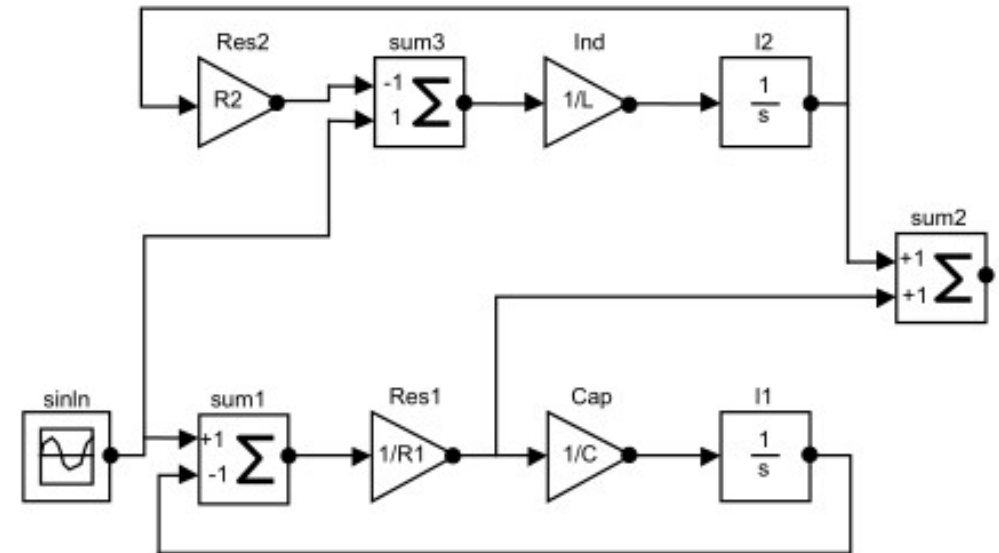 Res2
R2
sum3
-1
1
Σ
Ind
1/L
I2
1
s
sum2
+1
+1
Σ
sinIn
sum1
+1
-1
Σ
Res1
1/R1
Cap
1/C
I1
1
s